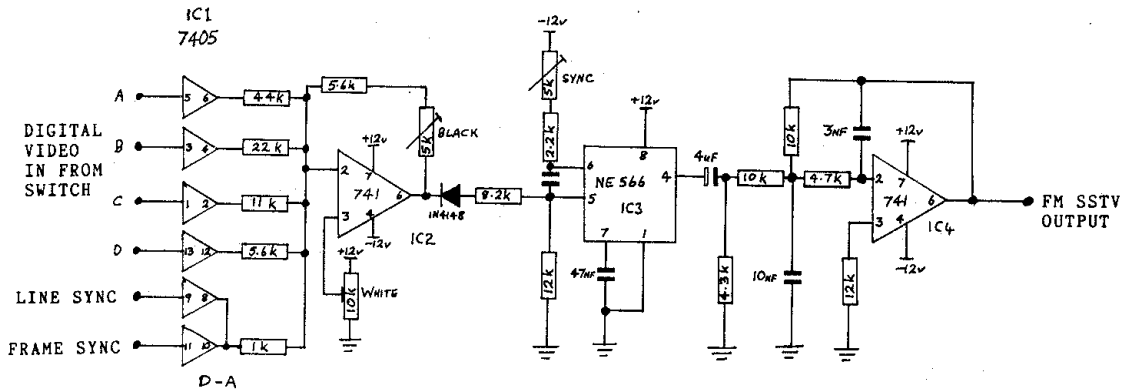 IC1
7405
A
5 6
44k
DIGITAL
VIDEO
IN FROM
SWITCH
B
3 4
22k
C
1 2
11k
D
13 12
5.6k
LINE SYNC
9 8
FRAME SYNC
11 10
1k
D-A
5.6k
5k
BLACK
+12v
2
7
741
6
3
4
-12v
IC2
+12v
10k
WHITE
1N4148
8.2k
-12v
5k
SYNC
2.2k
+12v
6
8
NE 566
4
5
IC3
7
1
47nF
12k
4uF
10k
4.3k
10k
4.7k
10nF
3nF
+12v
2
7
741
6
3
4
IC4
-12v
12k
FM SSTV
OUTPUT